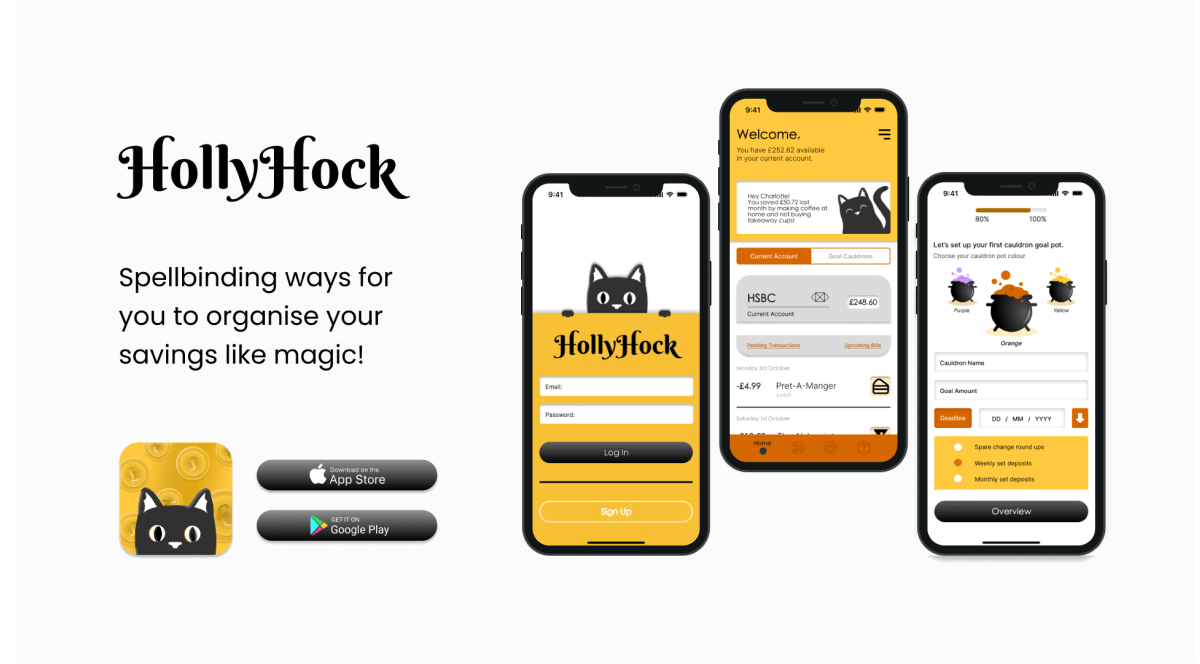 HollyHock
Spellbinding ways for
you to organise your
savings like magic!
Download on the
App Store
GET IT ON
Google Play
9:41
HollyHock
Email:
Password:
Log In
Sign Up
9:41
Welcome,
You have £252.62 available
in your current account.
Hey Charlotte!
You saved £50.72 last
month by making coffee at
home and not buying
takeaway cups!
Current Account
Goal Cauldrons
HSBC
£248.60
Current Account
Pending Transactions
Upcoming Bills
Monday 3rd October
-£4.99
Pret-A-Manger
Lunch
Saturday 1st October
Home
9:41
80%
100%
Let's set up your first cauldron goal pot.
Choose your cauldron pot colour
Purple
Yellow
Orange
Cauldron Name
Goal Amount
Deadline
DD / MM / YYYY
Spare change round ups
Weekly set deposits
Monthly set deposits
Overview